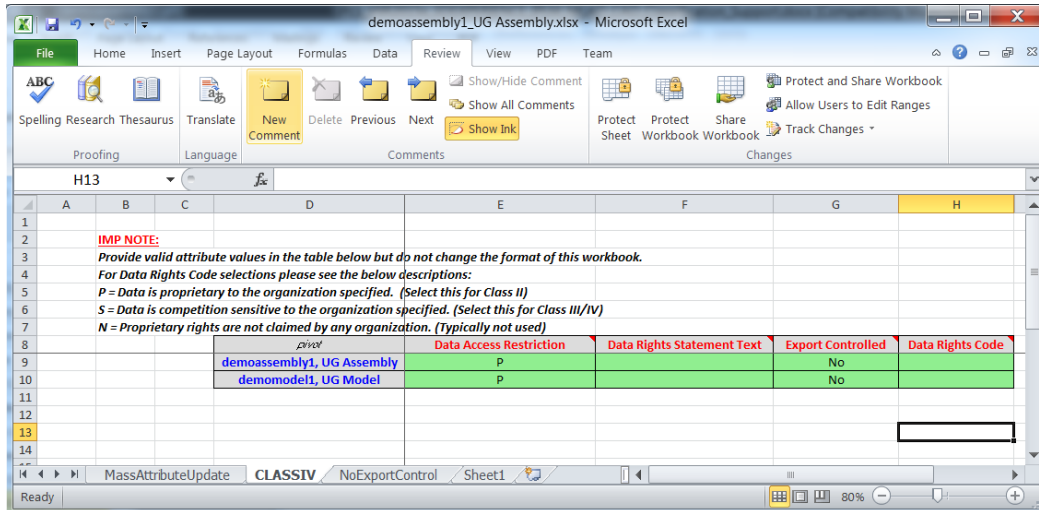 demoassembly1_UG Assembly.xlsx - Microsoft Excel
File Home Insert Page Layout Formulas Data Review View PDF Team
ABC
Spelling Research Thesaurus Translate New Comment Delete Previous Next
Show/Hide Comment
Show All Comments
Show Ink
Protect Sheet Protect Workbook Share Workbook
Protect and Share Workbook
Allow Users to Edit Ranges
Track Changes
Proofing Language Comments Changes
H13 fx
A B C D E F G H
1
2 IMP NOTE:
3 Provide valid attribute values in the table below but do not change the format of this workbook.
4 For Data Rights Code selections please see the below descriptions:
5 P = Data is proprietary to the organization specified. (Select this for Class II)
6 S = Data is competition sensitive to the organization specified. (Select this for Class III/IV)
7 N = Proprietary rights are not claimed by any organization. (Typically not used)
8 pivot Data Access Restriction Data Rights Statement Text Export Controlled Data Rights Code
9 demoassembly1, UG Assembly P No
10 demomodel1, UG Model P No
11
12
13
14
MassAttributeUpdate CLASSIV NoExportControl Sheet1
Ready 80%